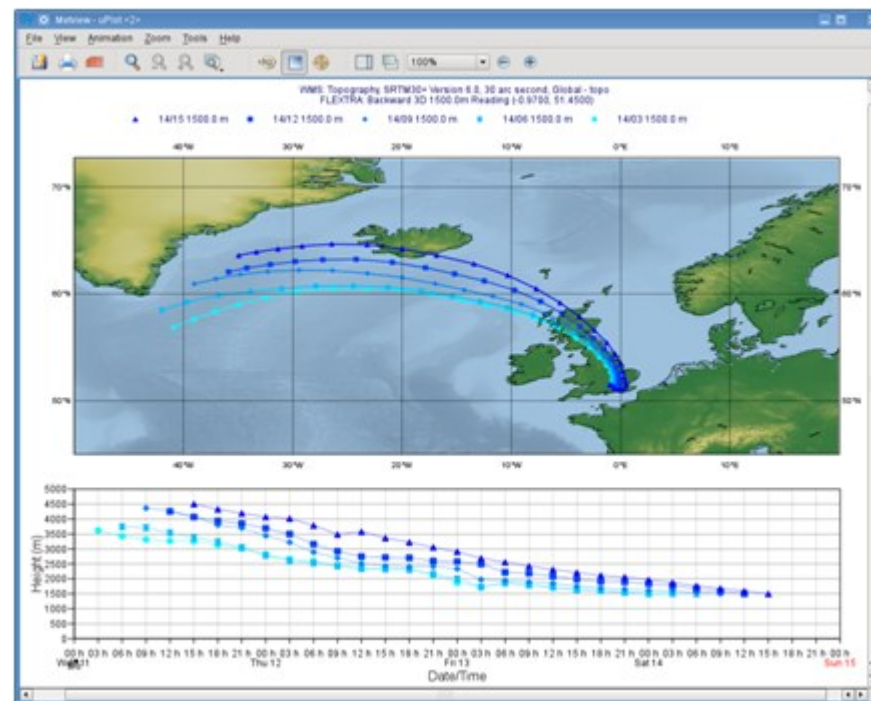 Metview - uPlot <2>
File View Animation Zoom Tools Help
100%
WMS: Topography, SRTM30+ Version 6.0, 30 arc second, Global - topo
FLEXTRA: Backward 3D 1500.0m Reading (-0.9700, 51.4500)
14/15 1500.0 m 14/12 1500.0 m 14/09 1500.0 m 14/06 1500.0 m 14/03 1500.0 m
40°W 30°W 20°W 10°W 0°E 10°E
70°N 70°N
60°N 60°N
50°N 50°N
40°W 30°W 20°W 10°W 0°E 10°E
5000
4500
4000
3500
3000
2500
2000
1500
1000
500
0
Height (m)
00 h 03 h 06 h 09 h 12 h 15 h 18 h 21 h 00 h 03 h 06 h 09 h 12 h 15 h 18 h 21 h 00 h 03 h 06 h 09 h 12 h 15 h 18 h 21 h 00 h 03 h 06 h 09 h 12 h 15 h 18 h 21 h 00 h
Thu 12 Fri 13 Sat 14 Sun 15
Date/Time